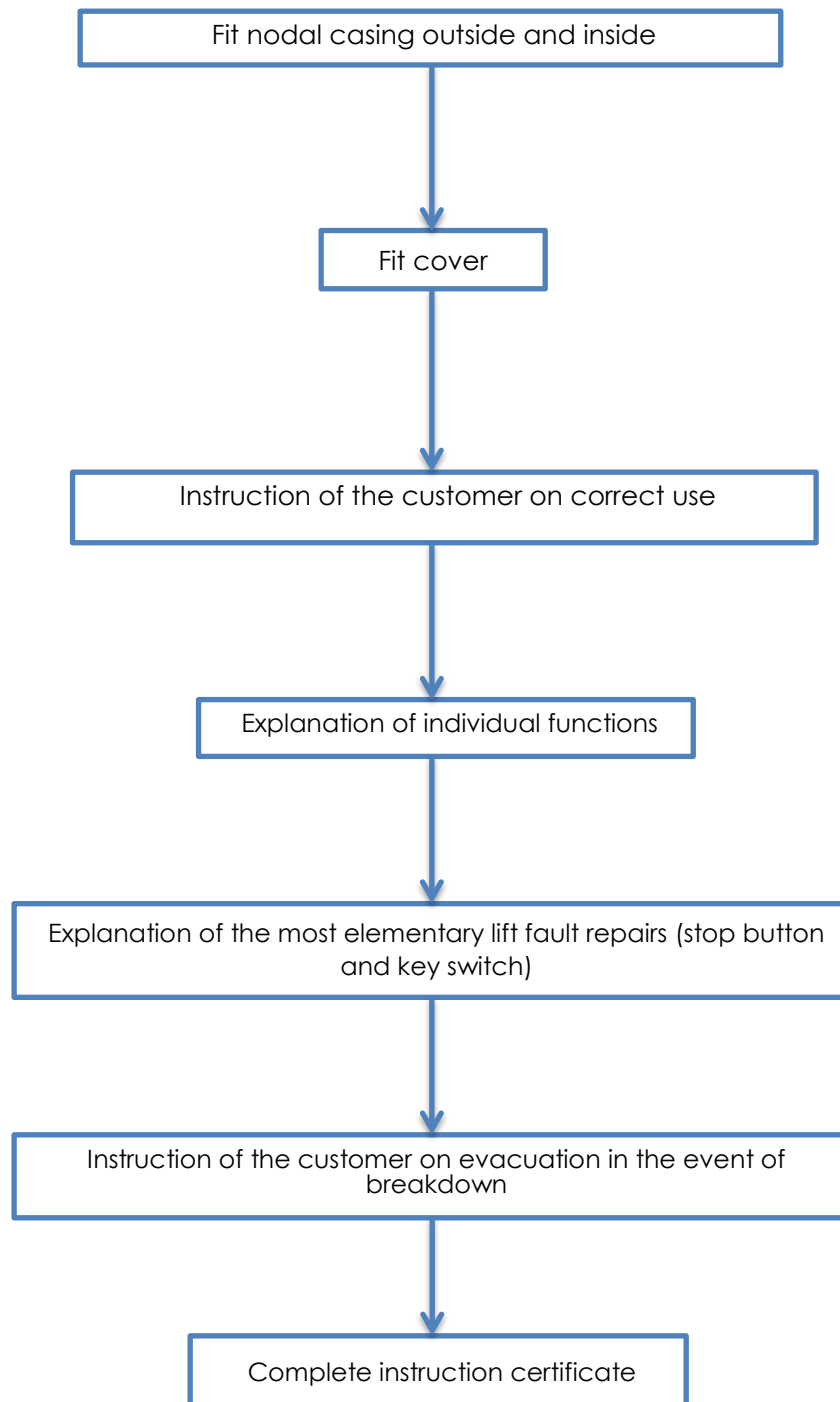 Fit nodal casing outside and inside
Fit cover
Instruction of the customer on correct use
Explanation of individual functions
Explanation of the most elementary lift fault repairs (stop button
and key switch)
Instruction of the customer on evacuation in the event of
breakdown
Complete instruction certificate